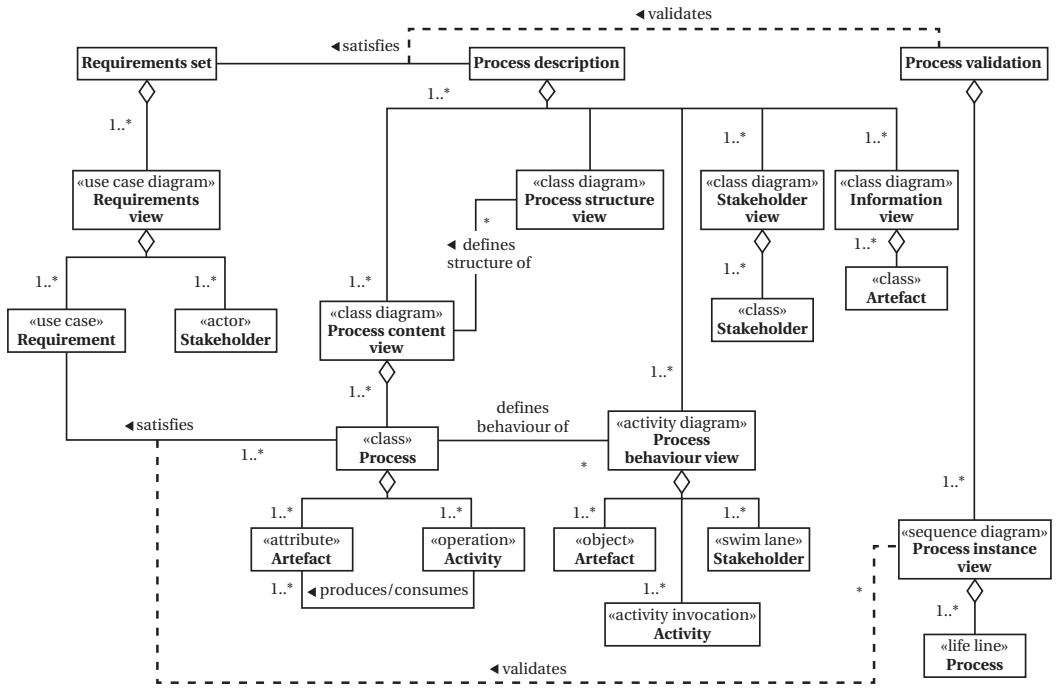 ◄ validates
◄ satisfies
Requirements set
Process description
Process validation
1..*
1..*
1..*
1..*
1..*
«use case diagram»
Requirements
view
«class diagram»
Process structure
view
«class diagram»
Stakeholder
view
«class diagram»
Information
view
*
◄ defines
structure of
1..*
1..*
1..*
1..*
1..*
«class»
Artefact
«use case»
Requirement
«actor»
Stakeholder
«class diagram»
Process content
view
«class»
Stakeholder
1..*
1..*
◄ satisfies
1..*
defines
behaviour of
*
«class»
Process
«activity diagram»
Process
behaviour view
1..*
1..*
1..*
1..*
1..*
«attribute»
Artefact
«operation»
Activity
«object»
Artefact
«swim lane»
Stakeholder
«sequence diagram»
Process instance
view
1..*
◄ produces/consumes
1..*
*
«activity invocation»
Activity
1..*
«life line»
Process
◄ validates